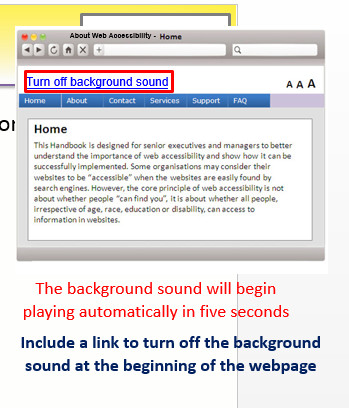 About Web Accessibility - Home
Turn off background sound
A A A
Home About Contact Services Support FAQ
Home
This Handbook is designed for senior executives and managers to better
understand the importance of web accessibility and show how it can be
successfully implemented. Some organisations may consider their
websites to be “accessible” when the websites are easily found by
search engines. However, the core principle of web accessibility is not
about whether people “can find you”, it is about whether all people,
irrespective of age, race, education or disability, can access to
information in websites.
The background sound will begin
playing automatically in five seconds
Include a link to turn off the background
sound at the beginning of the webpage